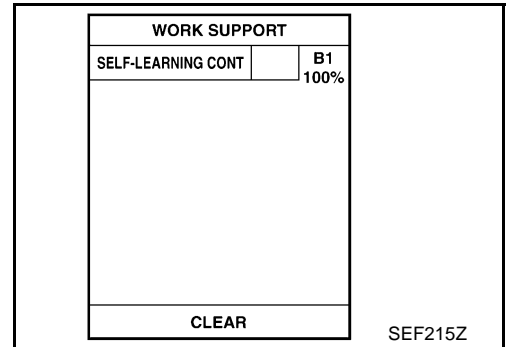 WORK SUPPORT
SELF-LEARNING CONT B1
100%
CLEAR
SEF215Z